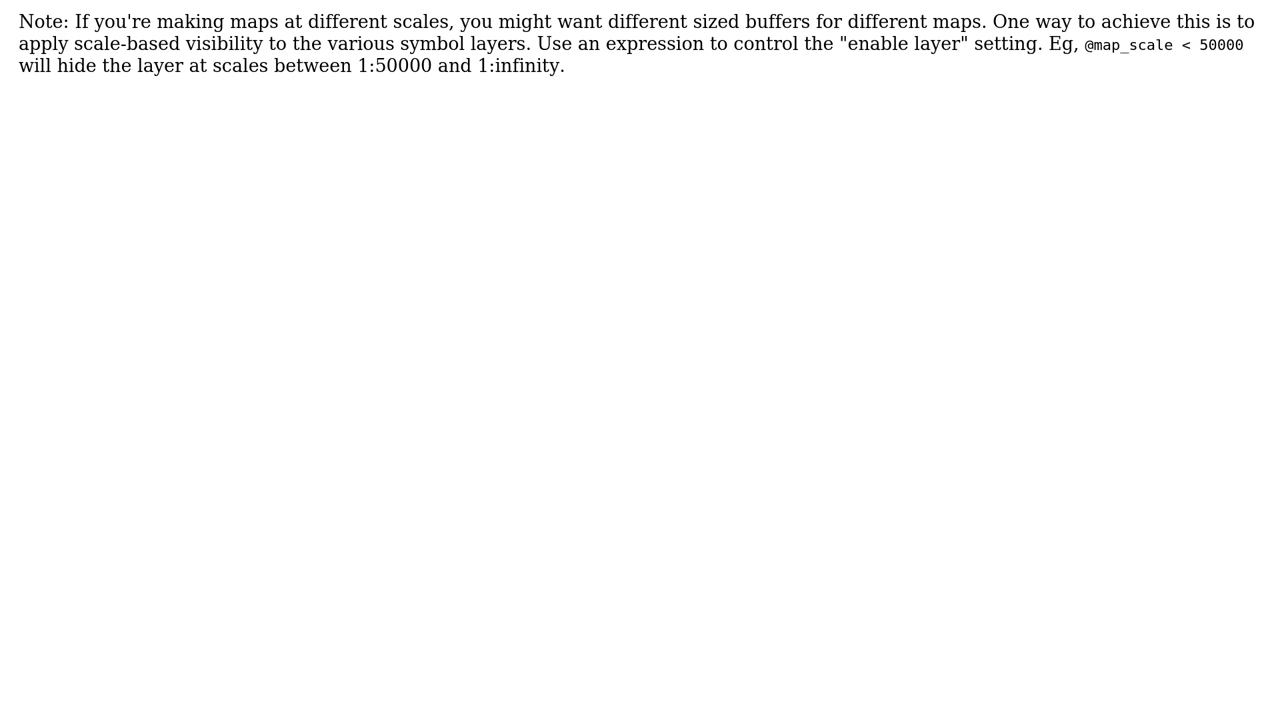 Note: If you're making maps at different scales, you might want different sized buffers for different maps. One way to achieve this is to
apply scale-based visibility to the various symbol layers. Use an expression to control the "enable layer" setting. Eg, @map_scale < 50000
will hide the layer at scales between 1:50000 and 1:infinity.